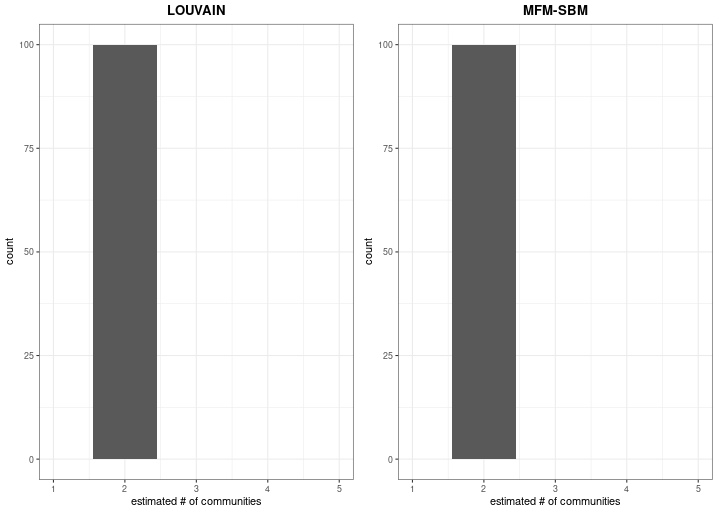 LOUVAIN
100
75
50
25
0
count
1 2 3 4 5
estimated # of communities
MFM-SBM
100
75
50
25
0
count
1 2 3 4 5
estimated # of communities